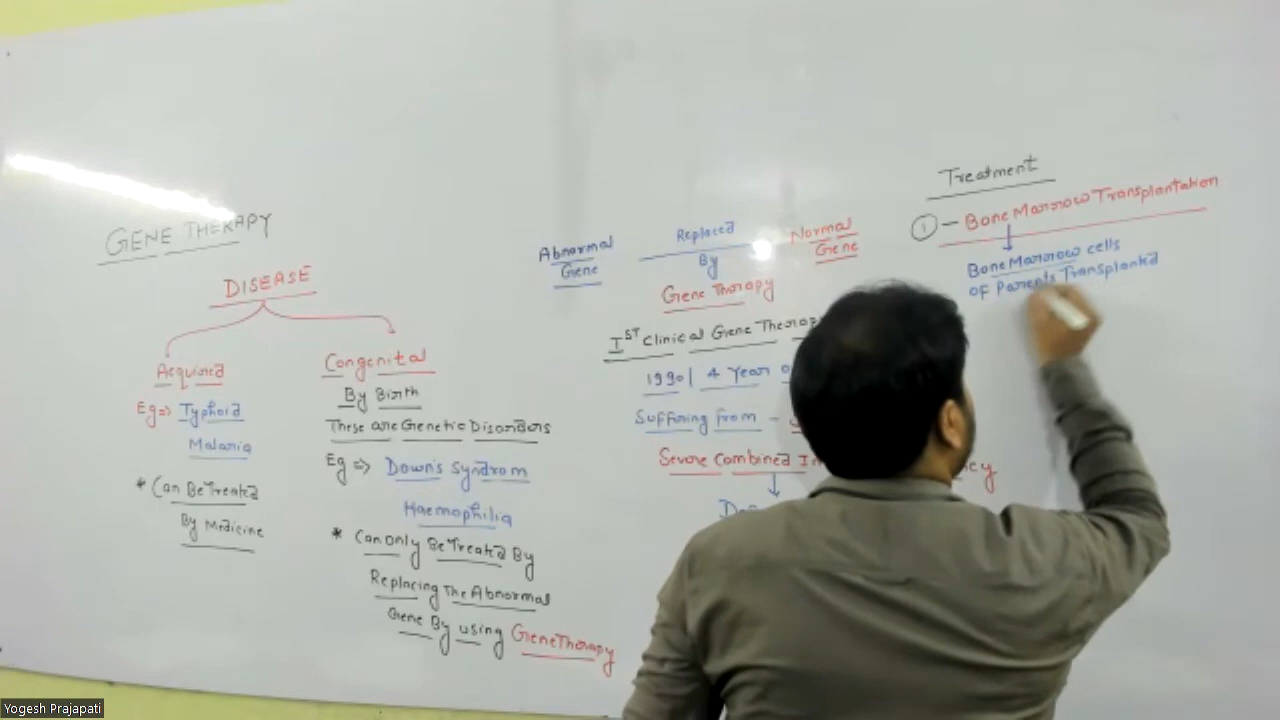 GENE THERAPY
DISEASE
Acquired
Eg => Typhoid
Malaria
* Can Be Treated
By Medicine
Congenital
By Birth
These are Genetic Disorders
Eg => Down's Syndrom
Haemophilia
* Can only Be Treated By
Replacing The Abnormal
Gene By using Gene Therapy
Abnormal
Gene
Replaced
By
Gene Therapy
Normal
Gene
1ST Clinical Gene Therap
1990 | 4 Year
Suffering from -
Severe Combined
Treatment
① - Bone Marrow Transplantation
Bone Marrow cells
of Parents Transplanted
Yogesh Prajapati